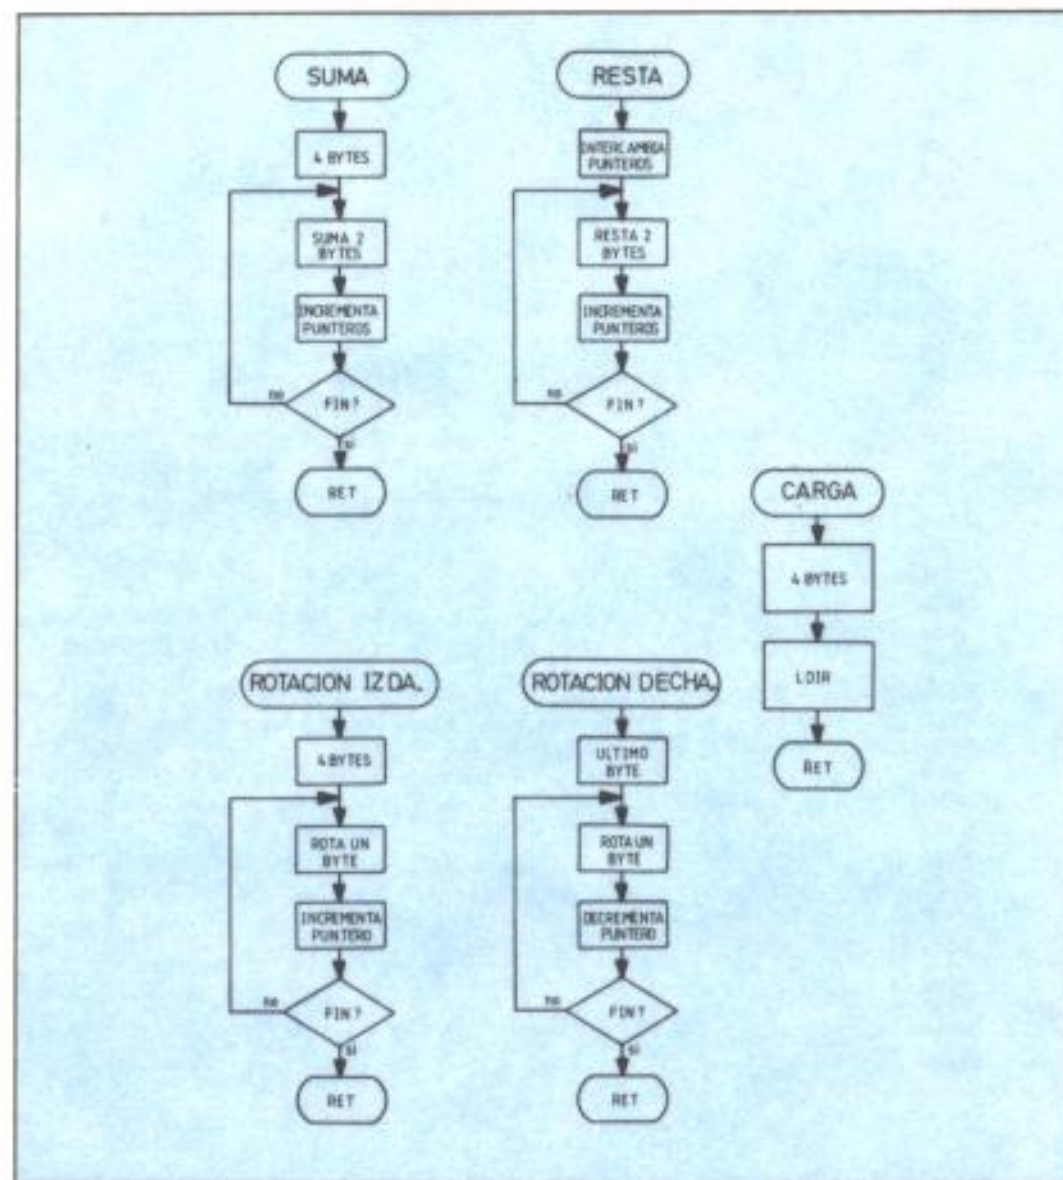 SUMA
4 BYTES
SUMA 2
BYTES
INCREMENTA
PUNTEROS
FIN?
no
si
RET
RESTA
INTERCAMBIA
PUNTEROS
RESTA 2
BYTES
INCREMENTA
PUNTEROS
FIN?
no
si
RET
CARGA
4 BYTES
LDIR
RET
ROTACION IZDA.
4 BYTES
ROTA UN
BYTE
INCREMENTA
PUNTERO
FIN?
no
si
RET
ROTACION DECHA.
ULTIMO
BYTE
ROTA UN
BYTE
DECREMENTA
PUNTERO
FIN?
no
si
RET